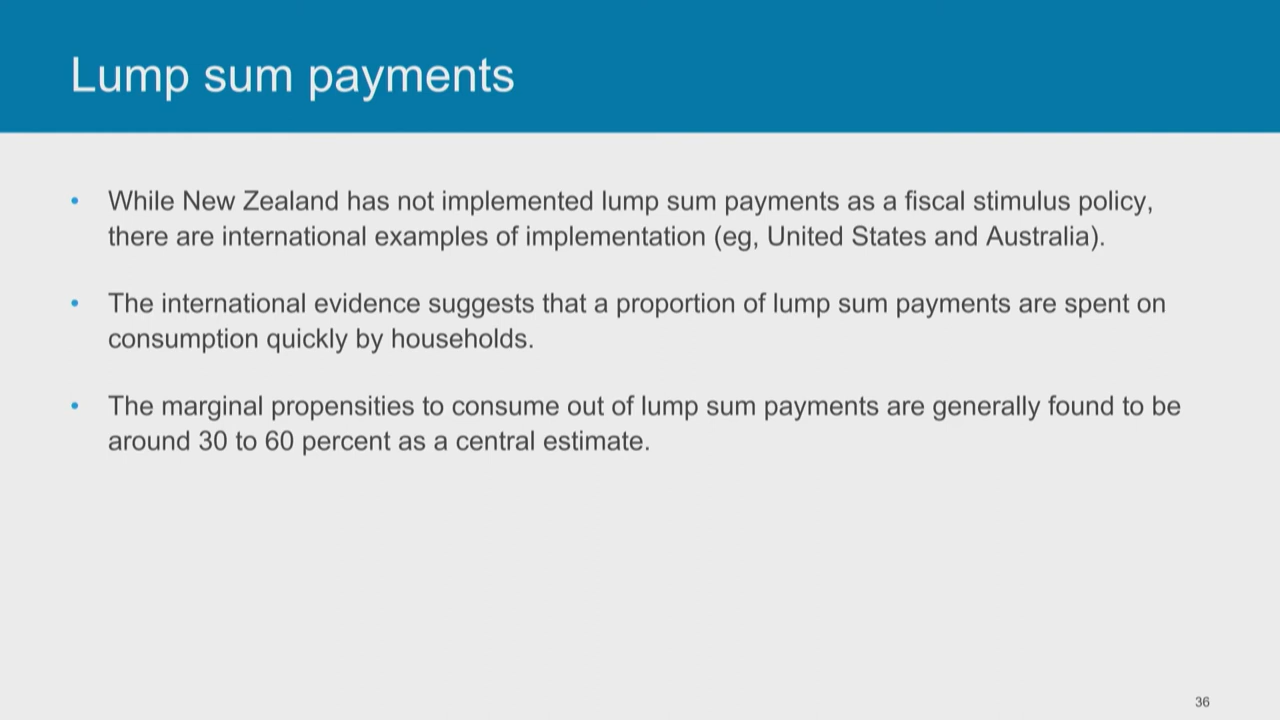 Lump sum payments
• While New Zealand has not implemented lump sum payments as a fiscal stimulus policy,
there are international examples of implementation (eg, United States and Australia).
• The international evidence suggests that a proportion of lump sum payments are spent on
consumption quickly by households.
• The marginal propensities to consume out of lump sum payments are generally found to be
around 30 to 60 percent as a central estimate.
36